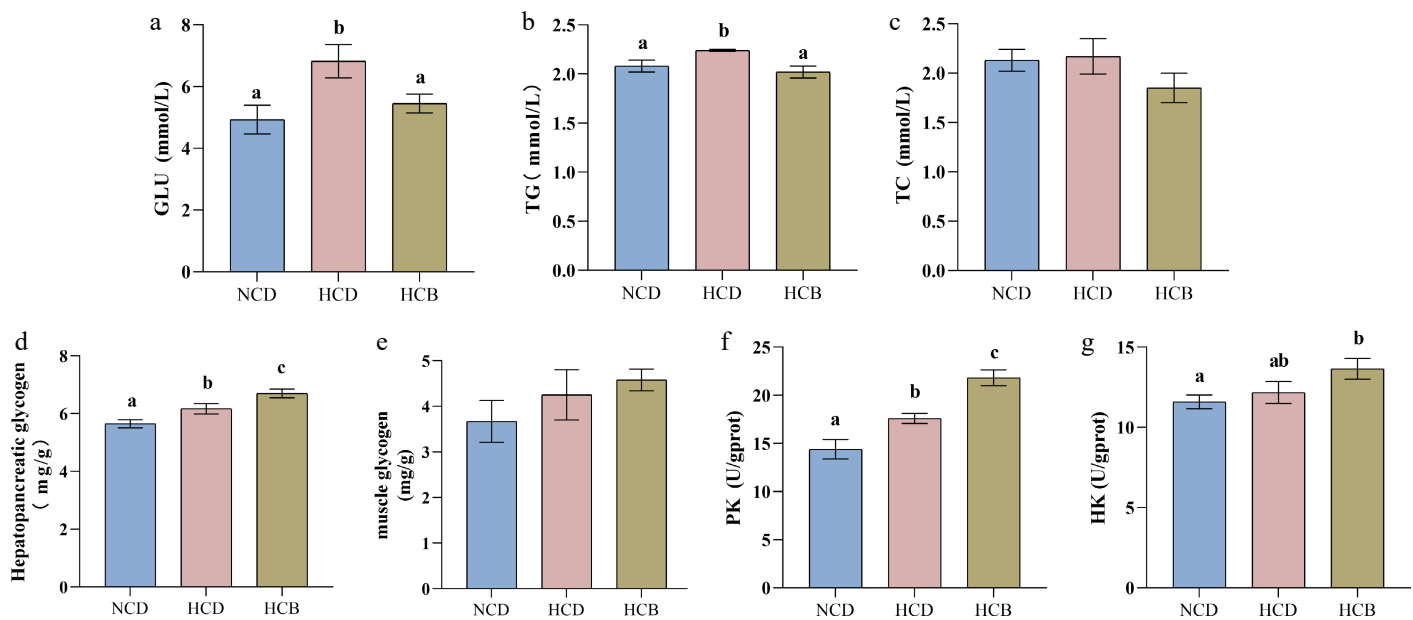 a
GLU (mmol/L)
8
6
4
2
0
a
b
a
NCD HCD HCB
b
TG( mmol/L)
2.5
2.0
1.5
1.0
0.5
0.0
a
b
a
NCD HCD HCB
c
TC (mmol/L)
2.5
2.0
1.5
1.0
0.5
0.0
NCD HCD HCB
d
Hepatopancreatic glycogen
( mg/g)
8
6
4
2
0
a
b
c
NCD HCD HCB
e
muscle glycogen
(mg/g)
5
4
3
2
1
0
NCD HCD HCB
f
PK (U/gprot)
25
20
15
10
5
0
a
b
c
NCD HCD HCB
g
HK (U/gprot)
15
10
5
0
a
ab
b
NCD HCD HCB